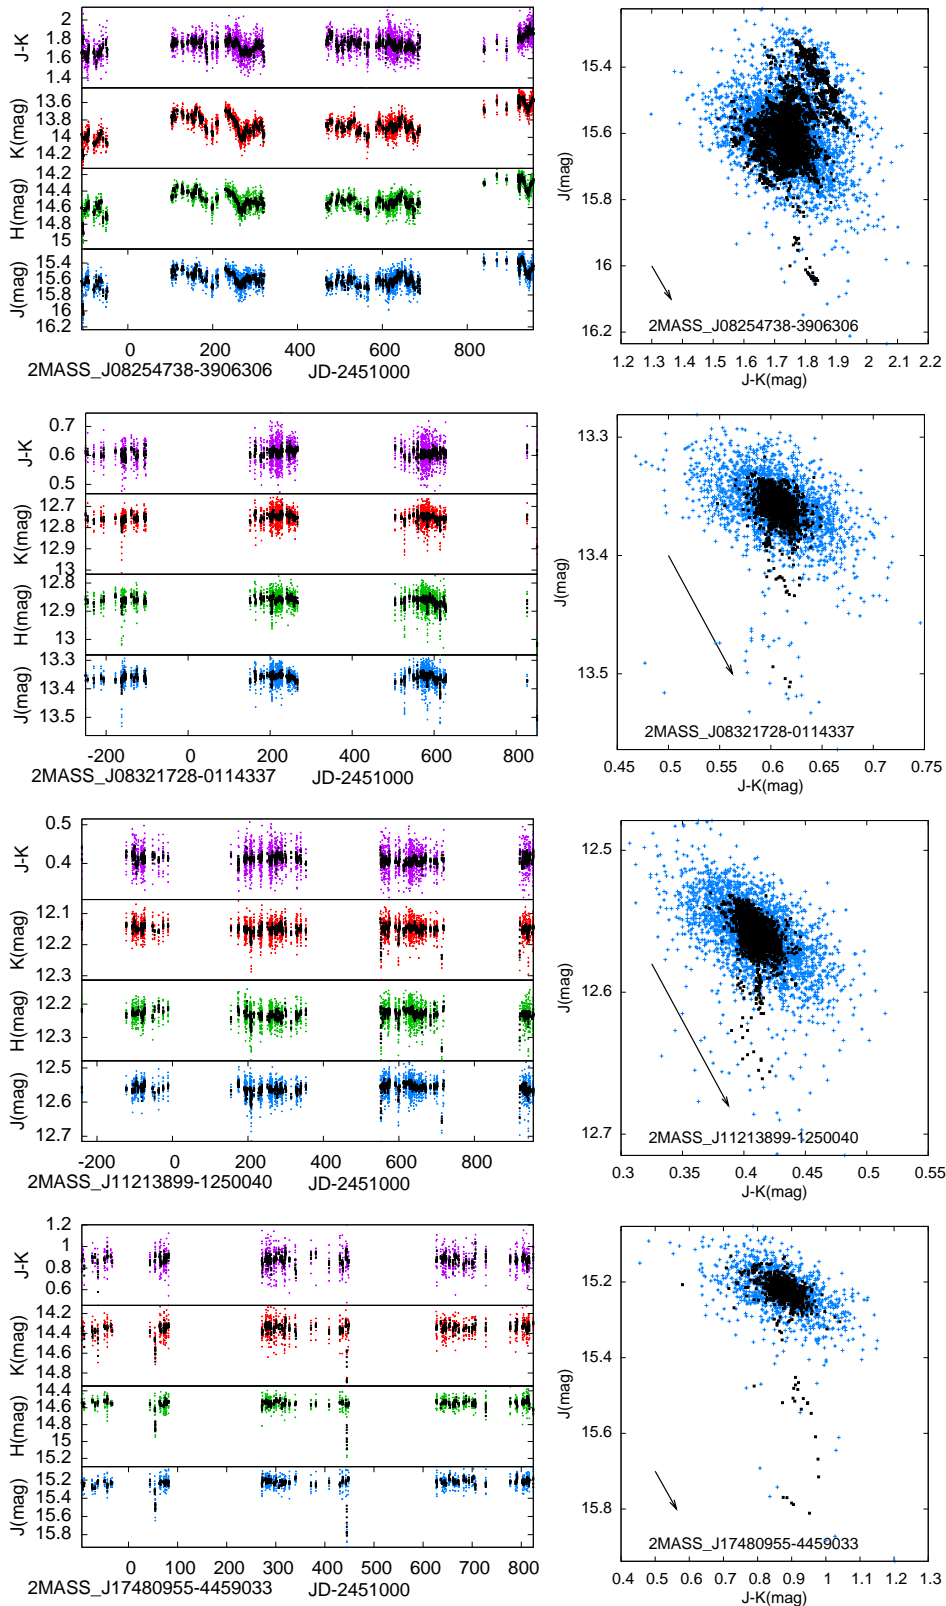 J-K
1.8
1.6
1.4
K(mag)
13.6
13.8
14
14.2
H(mag)
14.2
14.4
14.6
15
J(mag)
15.4
15.6
15.8
16
16.2
0 200 400 600 800
2MASS_J08254738-3906306 JD-2451000
J(mag)
15.4
15.6
15.8
16
16.2
2MASS_J08254738-3906306
1.2 1.3 1.4 1.5 1.6 1.7 1.8 1.9 2 2.1 2.2
J-K(mag)
J-K
0.7
0.6
0.5
K(mag)
12.7
12.8
12.9
13
H(mag)
12.8
12.9
13
J(mag)
13.3
13.4
13.5
-200 0 200 400 600 800
2MASS_J08321728-0114337 JD-2451000
J(mag)
13.3
13.4
13.5
2MASS_J08321728-0114337
0.45 0.5 0.55 0.6 0.65 0.7 0.75
J-K(mag)
J-K
0.5
0.4
K(mag)
12.1
12.2
12.3
H(mag)
12.2
12.3
J(mag)
12.5
12.6
12.7
-200 0 200 400 600 800
2MASS_J11213899-1250040 JD-2451000
J(mag)
12.5
12.6
12.7
2MASS_J11213899-1250040
0.3 0.35 0.4 0.45 0.5 0.55
J-K(mag)
J-K
1.2
1
0.8
0.6
K(mag)
14.2
14.4
14.6
14.8
H(mag)
14.4
14.6
15
15.2
J(mag)
15.2
15.4
15.6
15.8
0 100 200 300 400 500 600 700 800
2MASS_J17480955-4459033 JD-2451000
J(mag)
15.2
15.4
15.6
15.8
2MASS_J17480955-4459033
0.4 0.5 0.6 0.7 0.8 0.9 1 1.1 1.2 1.3
J-K(mag)